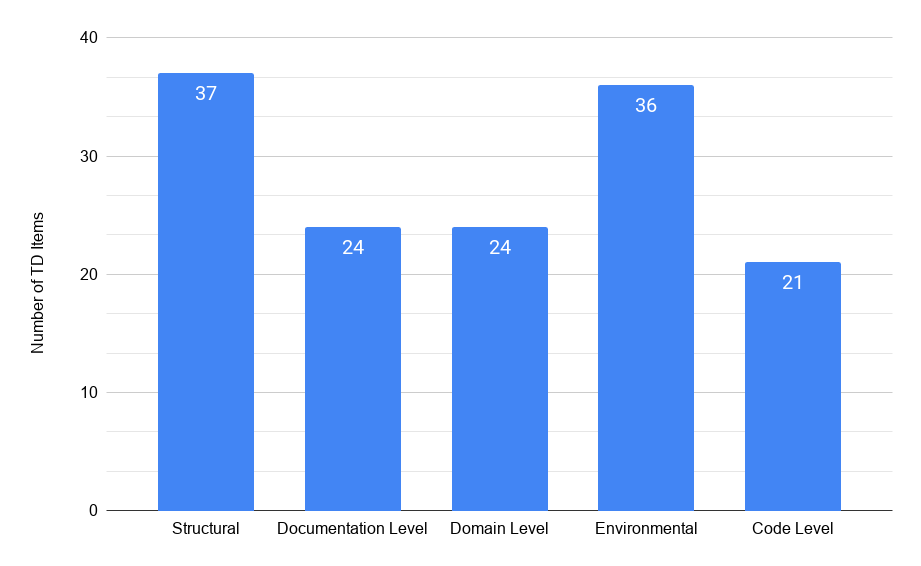 40
30
20
10
0
Number of TD Items
37
24
24
36
21
Structural
Documentation Level
Domain Level
Environmental
Code Level